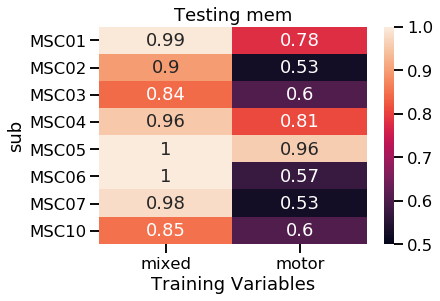 Testing mem
sub
MSC01 0.99 0.78
MSC02 0.9 0.53
MSC03 0.84 0.6
MSC04 0.96 0.81
MSC05 1 0.96
MSC06 1 0.57
MSC07 0.98 0.53
MSC10 0.85 0.6
mixed motor
Training Variables
1.0
0.9
0.8
0.7
0.6
0.5